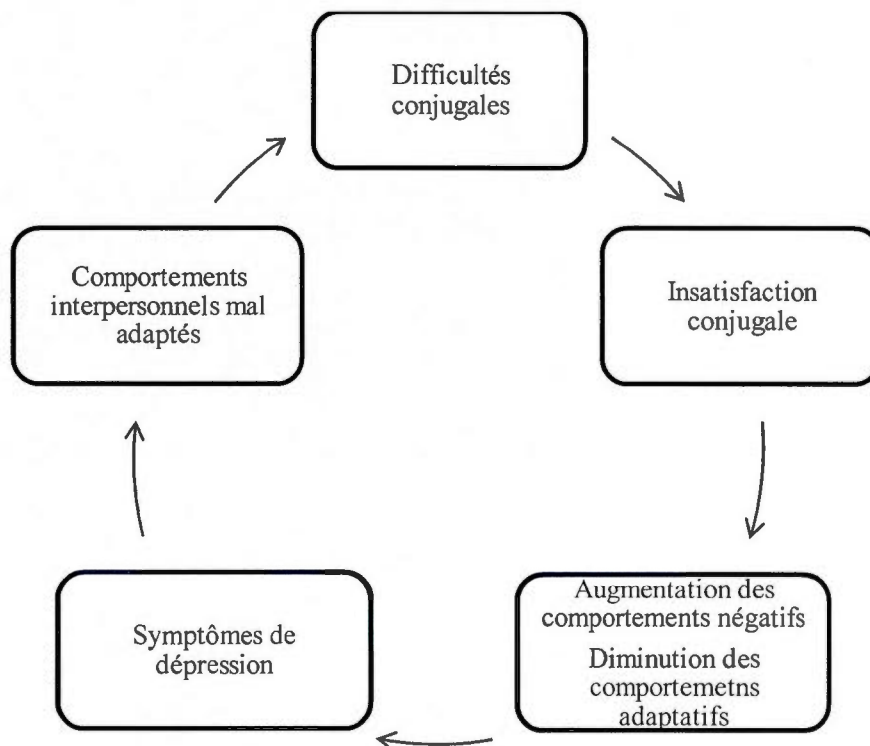 Difficultés
conjugales
Insatisfaction
conjugale
Augmentation des
comportements négatifs
Diminution des
comportemetns
adaptatifs
Symptômes de
dépression
Comportements
interpersonnels mal
adaptés